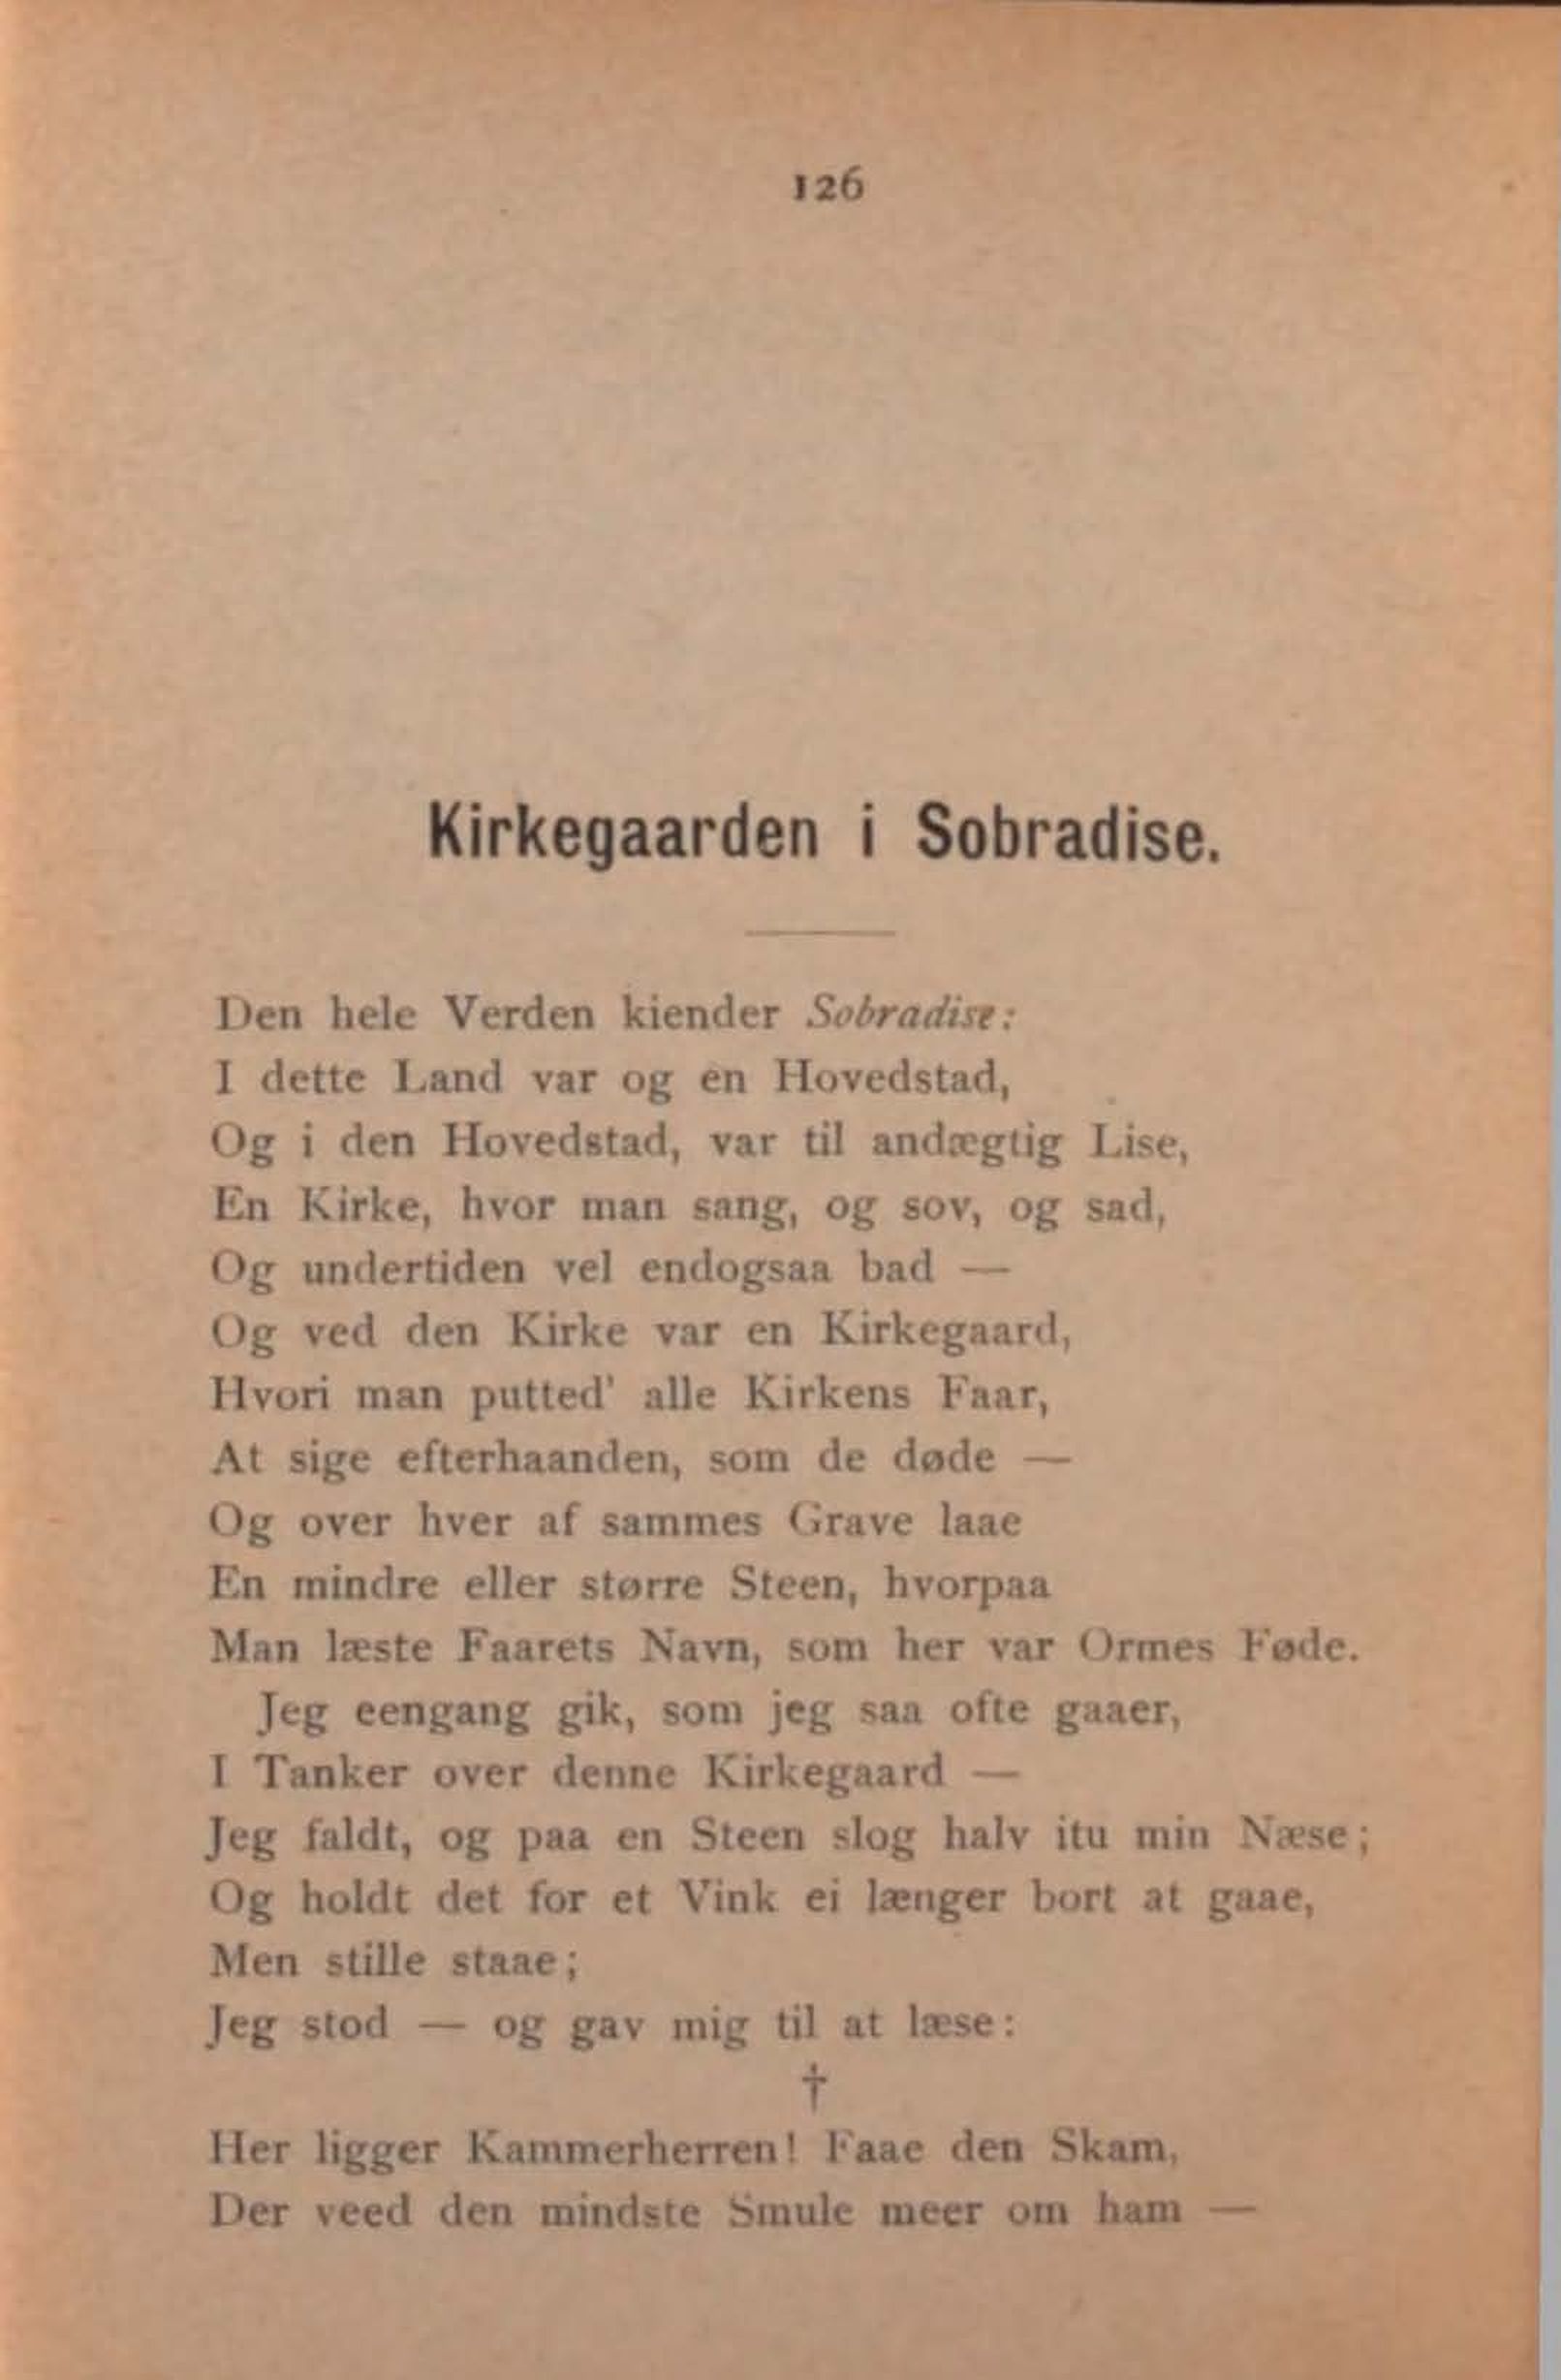 126
Kirkegaarden i Sobradise.
Den hele Verden kiender Sobradise:
I dette Land var og en Hovedstad,
Og i den Hovedstad, var til andægtig Lise,
En Kirke, hvor man sang, og sov, og sad,
Og undertiden vel endogsaa bad —
Og ved den Kirke var en Kirkegaard,
Hvori man putted' alle Kirkens Faar,
At sige efterhaanden, som de døde —
Og over hver af sammes Grave laae
En mindre eller større Steen, hvorpaa
Man læste Faarets Navn, som her var Ormes Føde.
Jeg eengang gik, som jeg saa ofte gaaer,
I Tanker over denne Kirkegaard —
Jeg faldt, og paa en Steen slog halv itu min Næse;
Og holdt det for et Vink ei længer bort at gaae,
Men stille staae;
Jeg stod — og gav mig til at læse:
†
Her ligger Kammerherren! Faae den Skam,
Der veed den mindste Smule meer om ham —